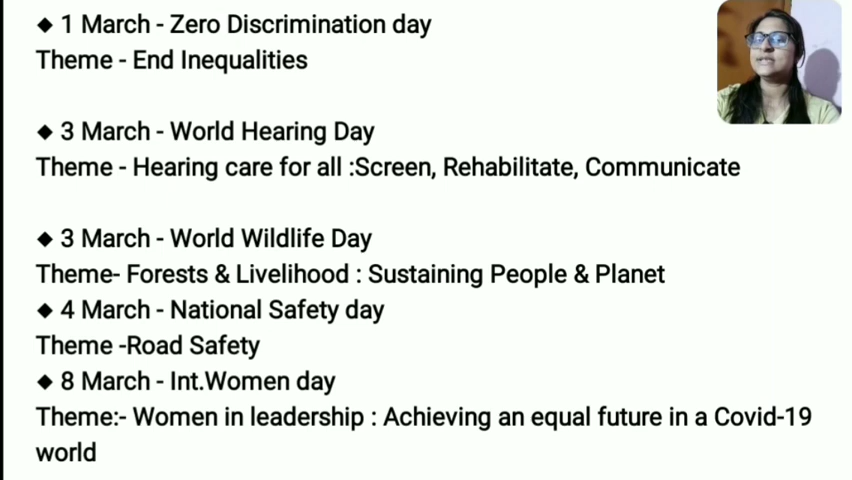 ◆ 1 March - Zero Discrimination day
Theme - End Inequalities
◆ 3 March - World Hearing Day
Theme - Hearing care for all :Screen, Rehabilitate, Communicate
◆ 3 March - World Wildlife Day
Theme- Forests & Livelihood : Sustaining People & Planet
◆ 4 March - National Safety day
Theme -Road Safety
◆ 8 March - Int.Women day
Theme:- Women in leadership : Achieving an equal future in a Covid-19
world